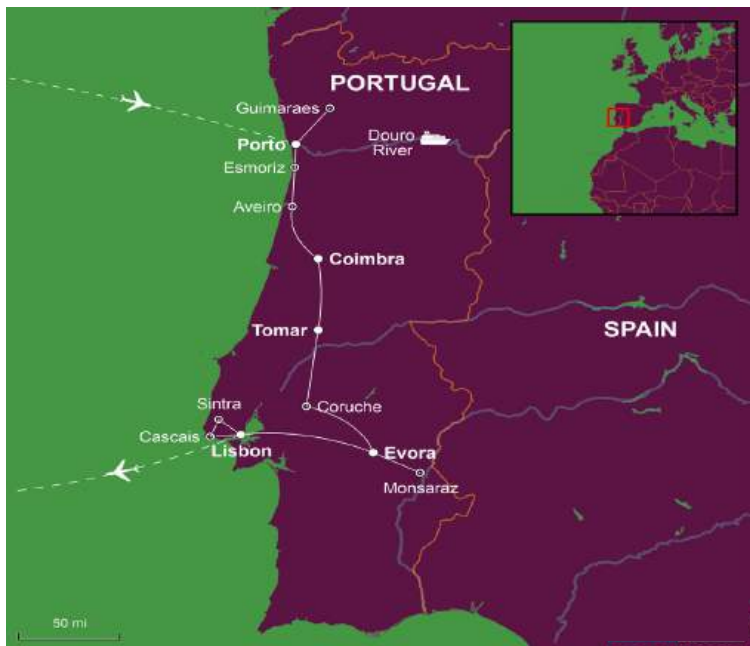 PORTUGAL
Guimaraes
Porto
Douro
River
Esmoriz
Aveiro
Coimbra
Tomar
SPAIN
Coruche
Sintra
Cascais
Lisbon
Evora
Monsaraz
50 mi